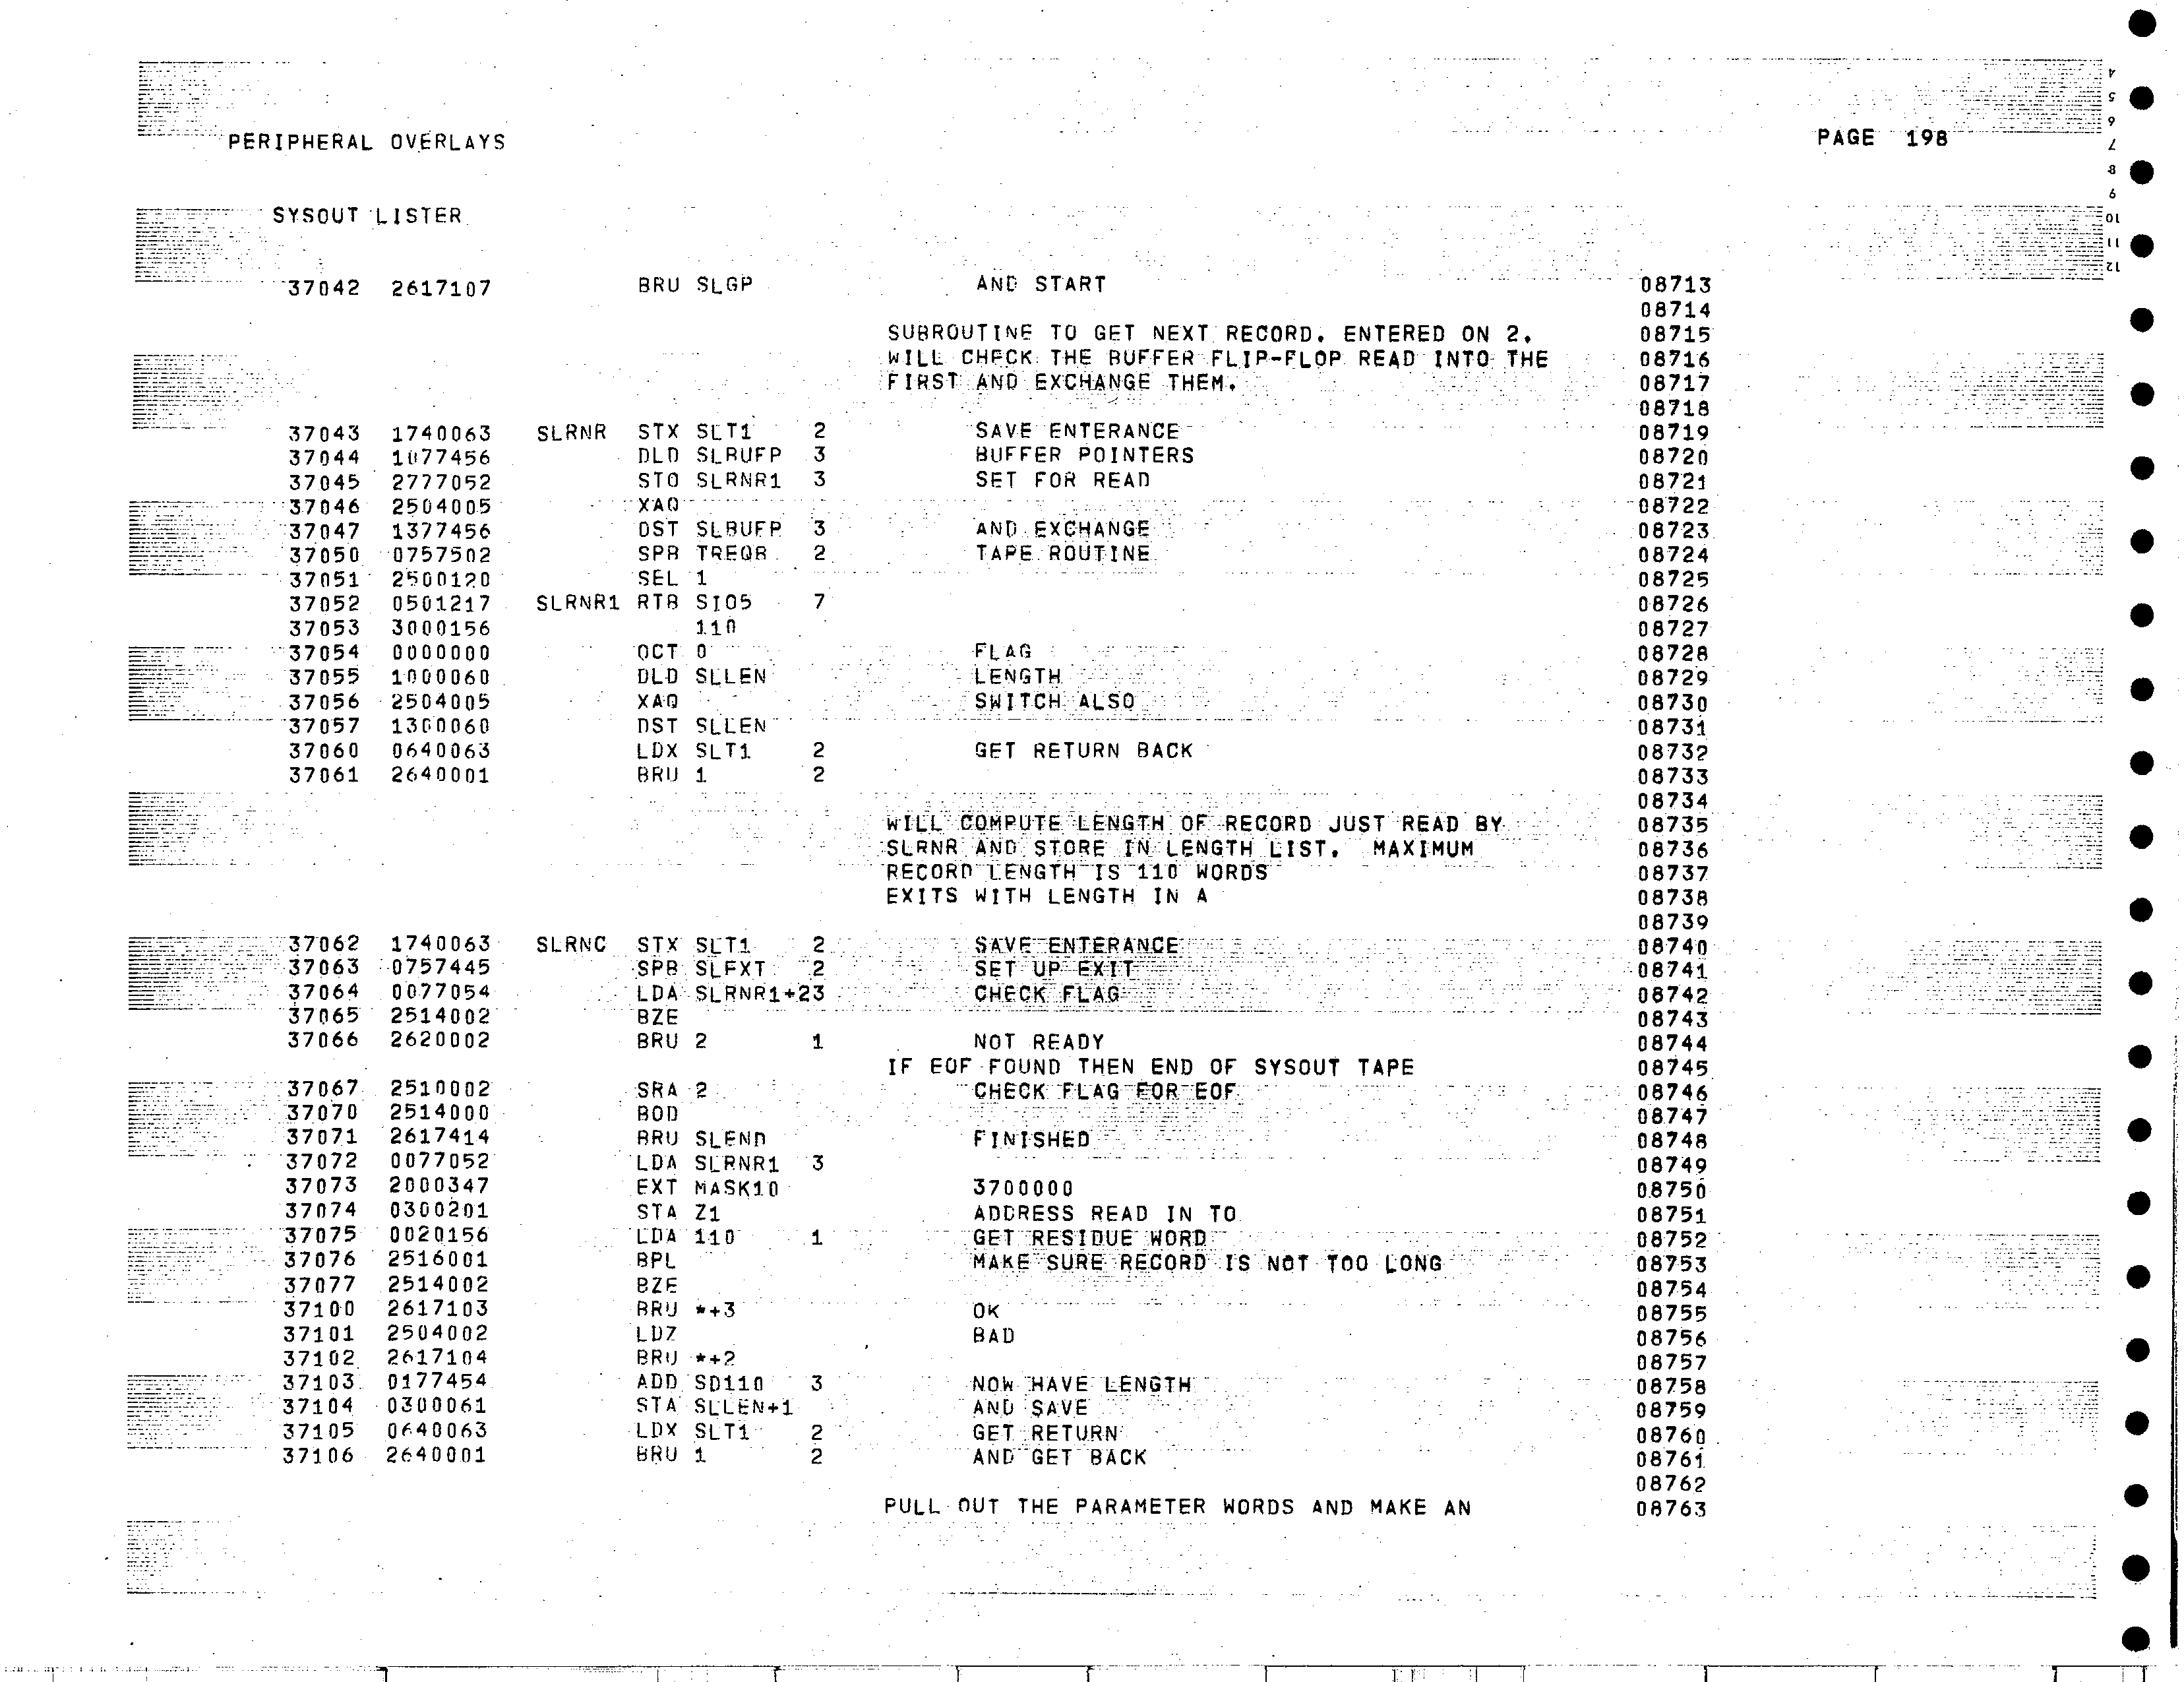 PERIPHERAL OVERLAYS PAGE 198
SYSOUT LISTER
37042 2617107 BRU SLGP AND START 08713
08714
SUBROUTINE TO GET NEXT RECORD. ENTERED ON 2. 08715
WILL CHECK THE BUFFER FLIP-FLOP READ INTO THE 08716
FIRST AND EXCHANGE THEM. 08717
08718
37043 1740063 SLRNR STX SLT1 2 SAVE ENTERANCE 08719
37044 1077456 DLD SLBUFP 3 BUFFER POINTERS 08720
37045 2777052 STO SLRNR1 3 SET FOR READ 08721
37046 2504005 XAQ 08722
37047 1377456 DST SLBUFP 3 AND EXCHANGE 08723
37050 0757502 SPB TREQB 2 TAPE ROUTINE 08724
37051 2500120 SEL 1 08725
37052 0501217 SLRNR1 RTB SIO5 7 08726
37053 3000156 110 08727
37054 0000000 OCT 0 FLAG 08728
37055 1000060 DLD SLLEN LENGTH 08729
37056 2504005 XAQ SWITCH ALSO 08730
37057 1300060 DST SLLEN 08731
37060 0640063 LDX SLT1 2 GET RETURN BACK 08732
37061 2640001 BRU 1 2 08733
08734
WILL COMPUTE LENGTH OF RECORD JUST READ BY 08735
SLRNR AND STORE IN LENGTH LIST. MAXIMUM 08736
RECORD LENGTH IS 110 WORDS 08737
EXITS WITH LENGTH IN A 08738
08739
37062 1740063 SLRNC STX SLT1 2 SAVE ENTERANCE 08740
37063 0757445 SPB SLEXT 2 SET UP EXIT 08741
37064 0077054 LDA SLRNR1+23 CHECK FLAG 08742
37065 2514002 BZE 08743
37066 2620002 BRU 2 1 NOT READY 08744
IF EOF FOUND THEN END OF SYSOUT TAPE 08745
37067 2510002 SRA 2 CHECK FLAG FOR EOF 08746
37070 2514000 BOD 08747
37071 2617414 BRU SLEND FINISHED 08748
37072 0077052 LDA SLRNR1 3 08749
37073 2000347 EXT MASK10 3700000 08750
37074 0300201 STA Z1 ADDRESS READ IN TO 08751
37075 0020156 LDA 110 1 GET RESIDUE WORD 08752
37076 2516001 BPL MAKE SURE RECORD IS NOT TOO LONG 08753
37077 2514002 BZE 08754
37100 2617103 BRU *+3 OK 08755
37101 2504002 LDZ BAD 08756
37102 2617104 BRU *+2 08757
37103 0177454 ADD SD110 3 NOW HAVE LENGTH 08758
37104 0300061 STA SLLEN+1 AND SAVE 08759
37105 0640063 LDX SLT1 2 GET RETURN 08760
37106 2640001 BRU 1 2 AND GET BACK 08761
08762
PULL OUT THE PARAMETER WORDS AND MAKE AN 08763
4
5
6
7
8
9
10
11
12